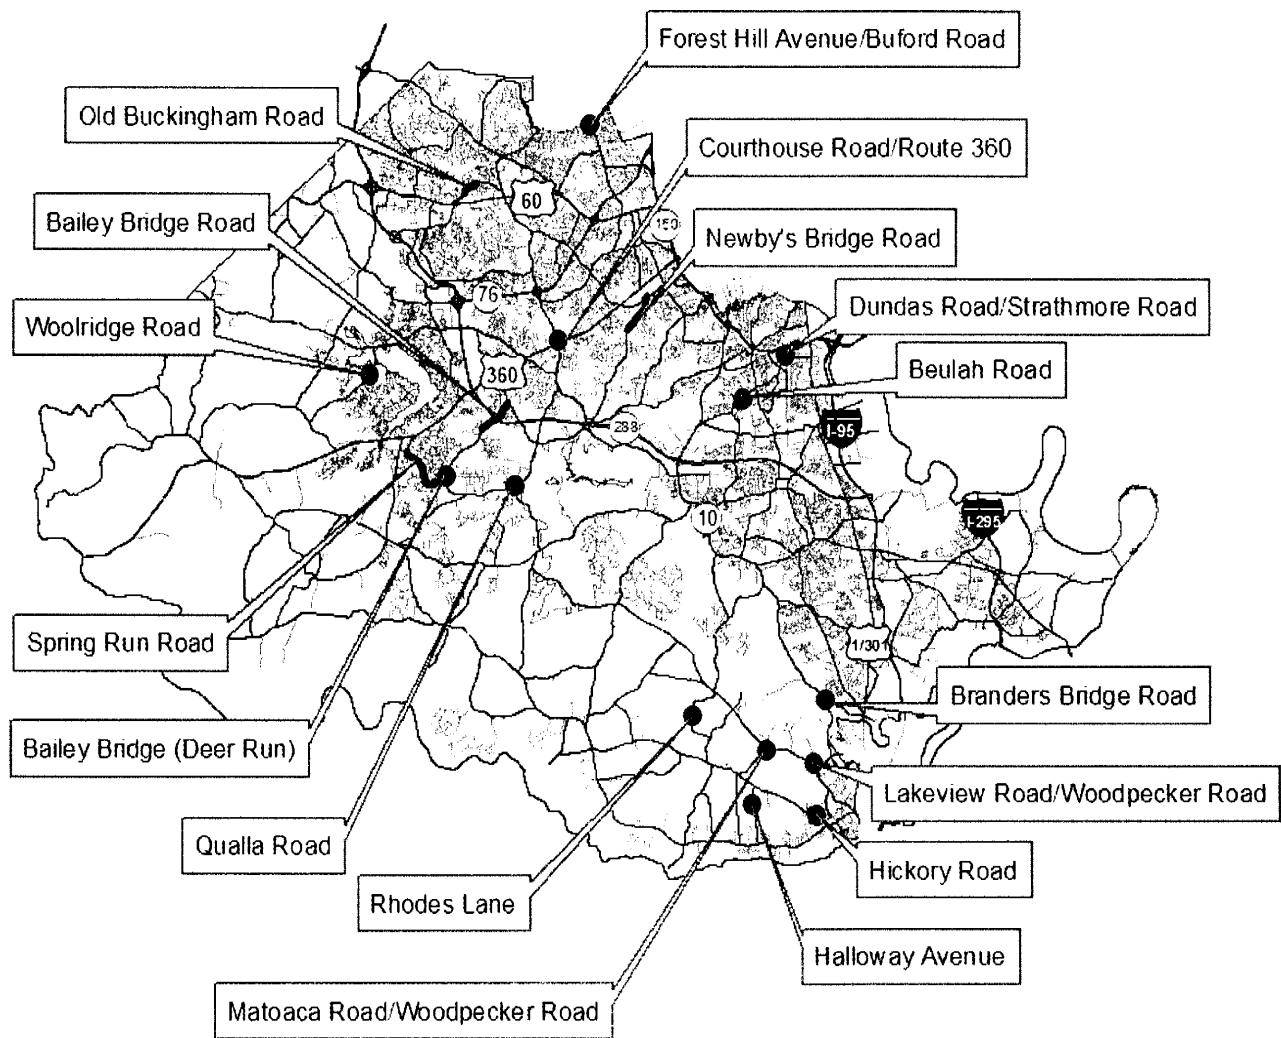 Forest Hill Avenue/Buford Road
Old Buckingham Road
Courthouse Road/Route 360
60
Bailey Bridge Road
150
Newby's Bridge Road
76
Dundas Road/Strathmore Road
Woolridge Road
360
Beulah Road
288
I-95
10
I-295
Spring Run Road
1/301
Branders Bridge Road
Bailey Bridge (Deer Run)
Lakeview Road/Woodpecker Road
Qualla Road
Hickory Road
Rhodes Lane
Halloway Avenue
Matoaca Road/Woodpecker Road